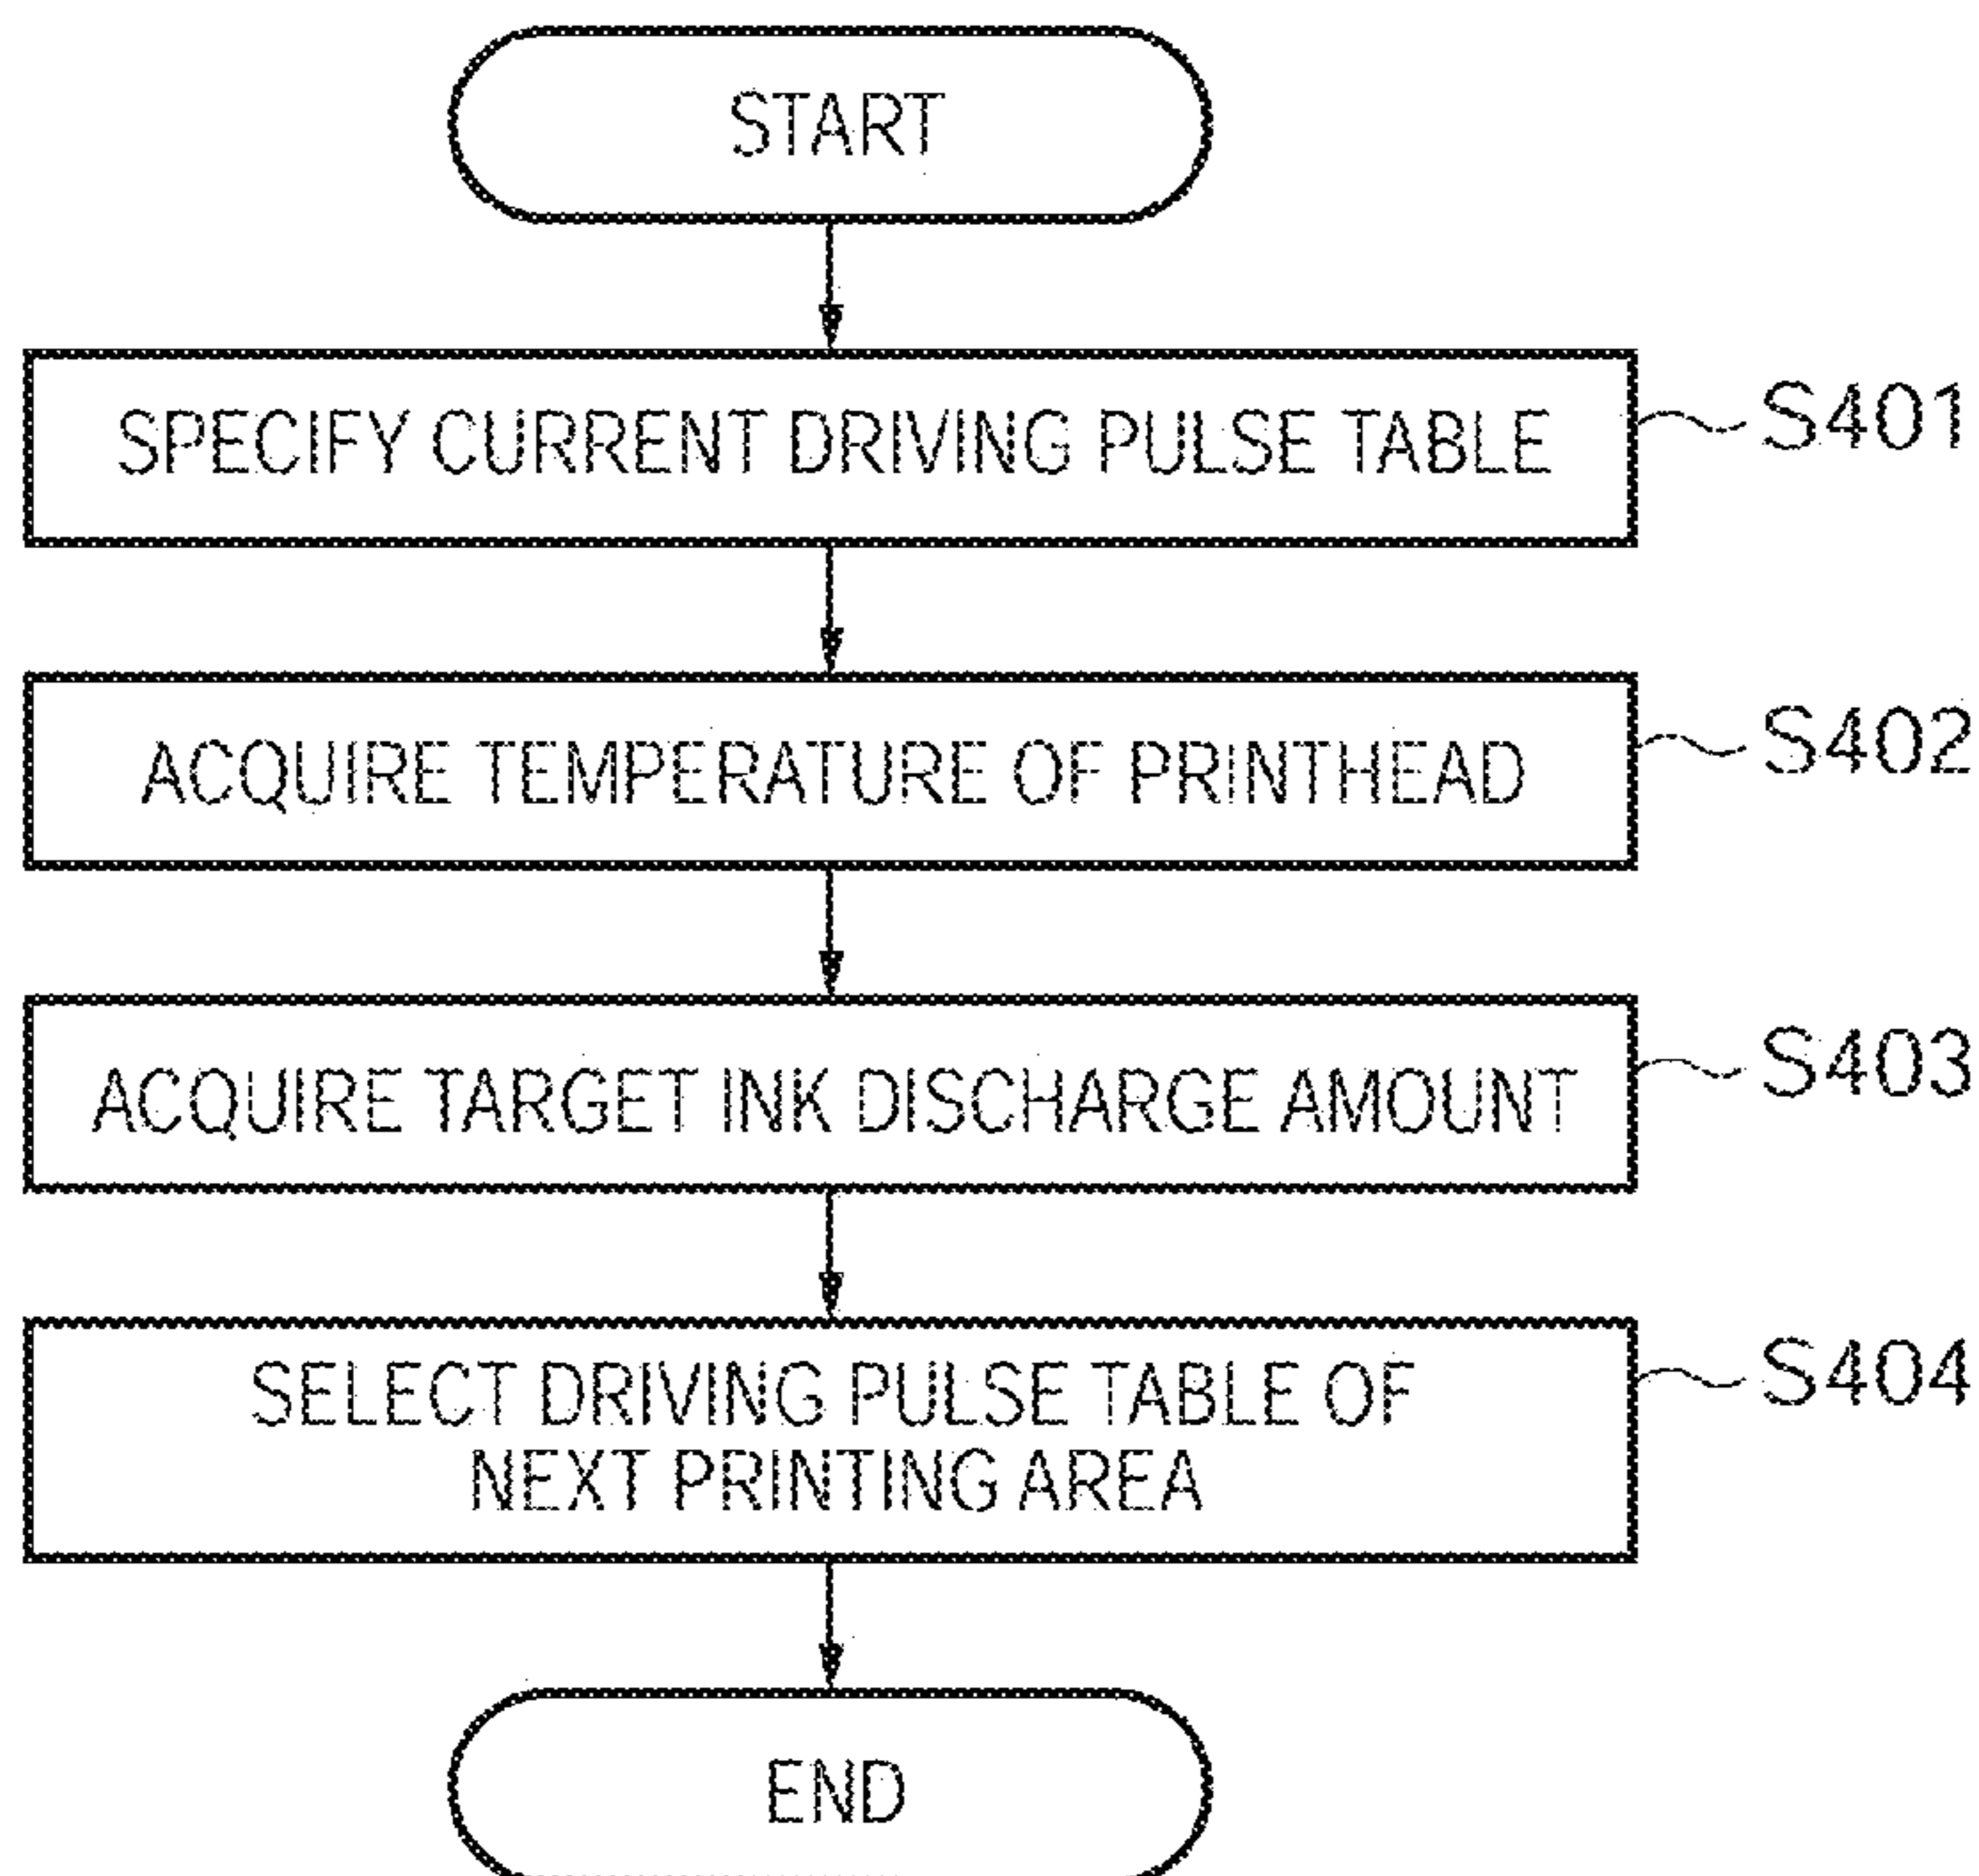 START
SPECIFY CURRENT DRIVING PULSE TABLE
S401
ACQUIRE TEMPERATURE OF PRINTHEAD
S402
ACQUIRE TARGET INK DISCHARGE AMOUNT
S403
SELECT DRIVING PULSE TABLE OF
NEXT PRINTING AREA
S404
END